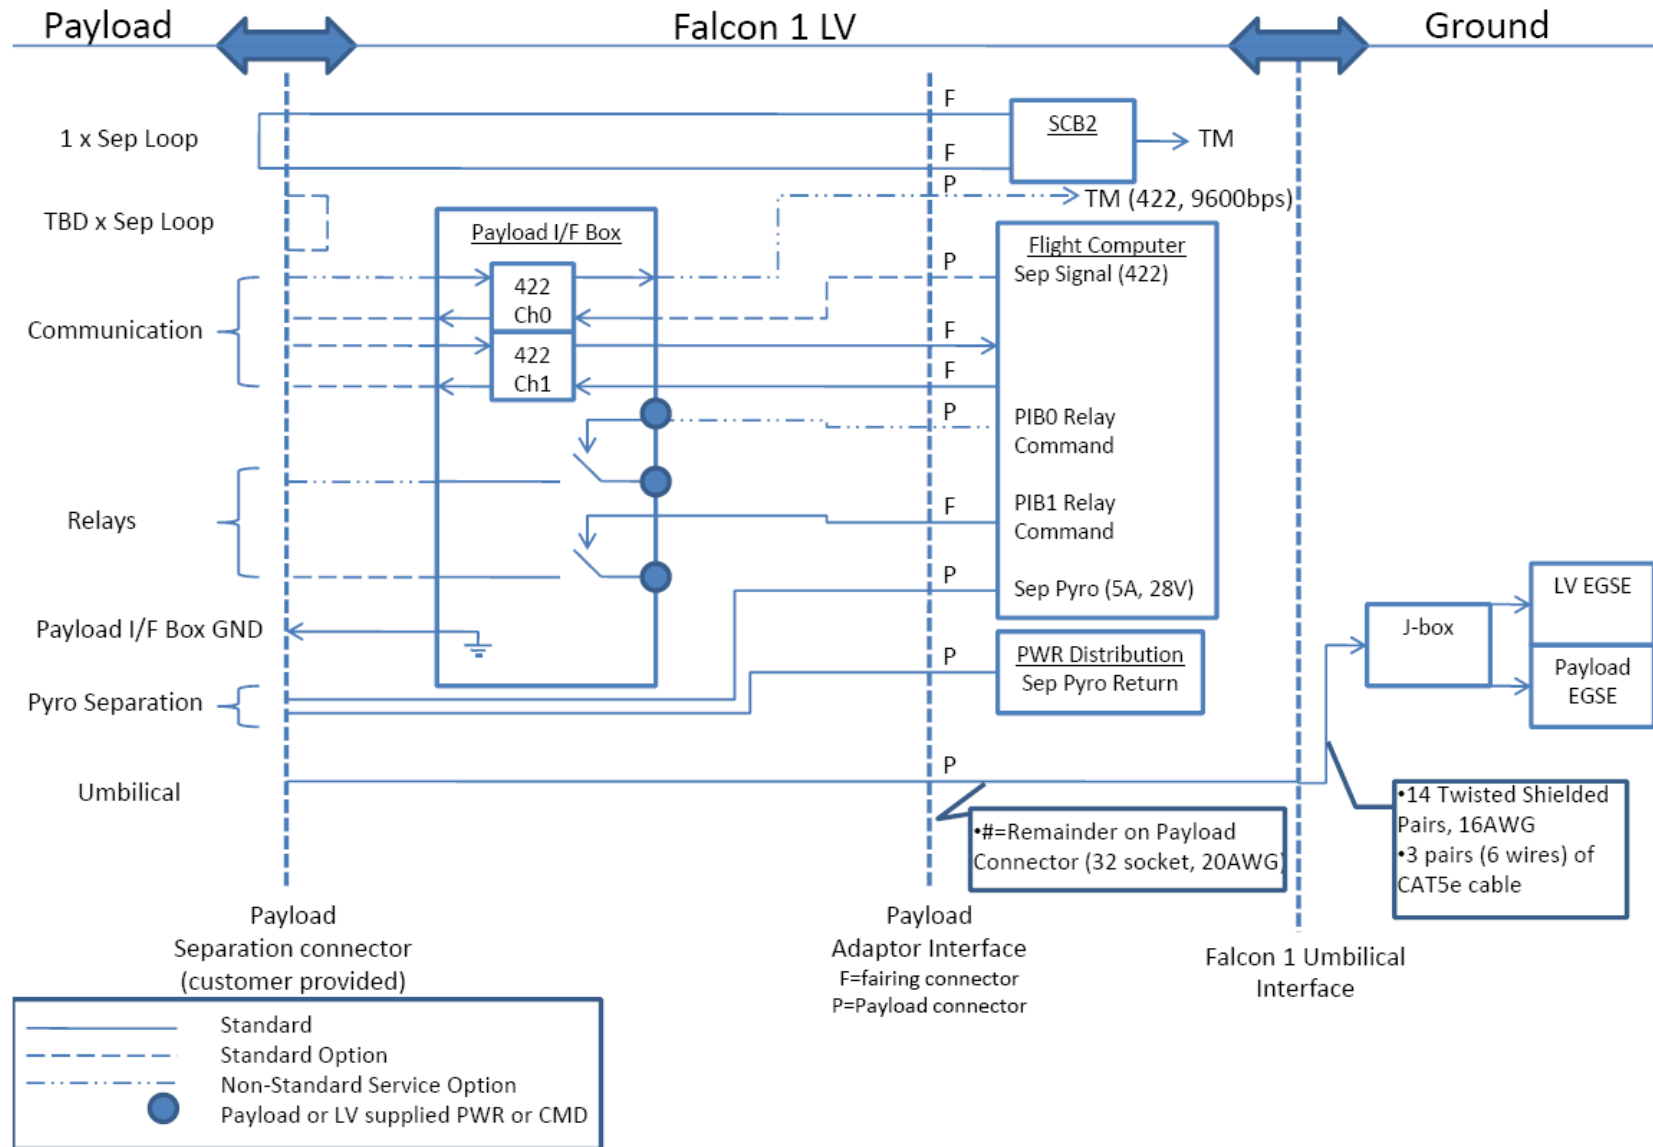 Payload
Falcon 1 LV
Ground
1 x Sep Loop
F
F
P
SCB2
TM
TM (422, 9600bps)
TBD x Sep Loop
Payload I/F Box
Flight Computer
Sep Signal (422)
P
422
Ch0
Communication
F
422
Ch1
F
P
PIB0 Relay
Command
Relays
F
PIB1 Relay
Command
P
Sep Pyro (5A, 28V)
LV EGSE
J-box
Payload
EGSE
Payload I/F Box GND
P
PWR Distribution
Sep Pyro Return
Pyro Separation
P
Umbilical
•#=Remainder on Payload
Connector (32 socket, 20AWG)
•14 Twisted Shielded
Pairs, 16AWG
•3 pairs (6 wires) of
CAT5e cable
Payload
Separation connector
(customer provided)
Payload
Adaptor Interface
F=fairing connector
P=Payload connector
Falcon 1 Umbilical
Interface
Standard
Standard Option
Non-Standard Service Option
Payload or LV supplied PWR or CMD